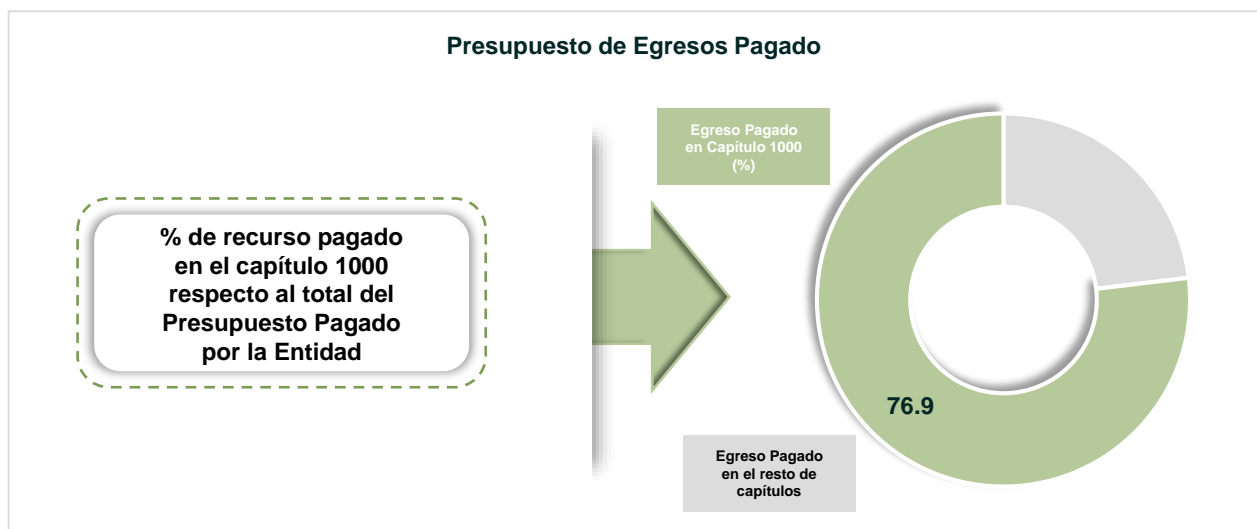 Presupuesto de Egresos Pagado
Egreso Pagado
en Capítulo 1000
(%)
% de recurso pagado
en el capítulo 1000
respecto al total del
Presupuesto Pagado
por la Entidad
76.9
Egreso Pagado
en el resto de
capítulos